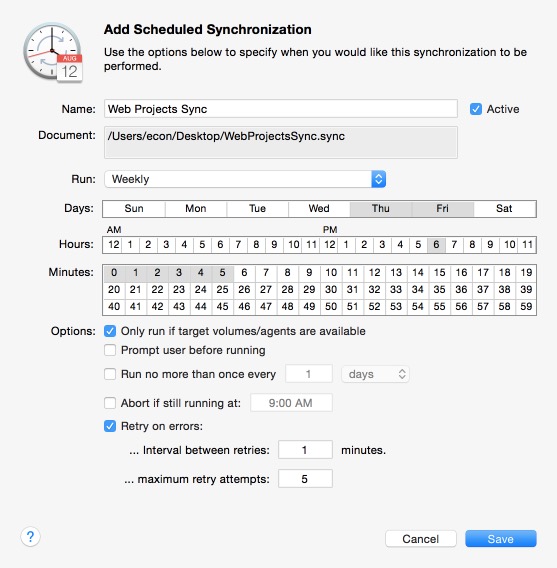 Add Scheduled Synchronization
Use the options below to specify when you would like this synchronization to be
performed.
AUG
12
Name: Web Projects Sync Active
Document: /Users/econ/Desktop/WebProjectsSync.sync
Run: Weekly
Days: Sun Mon Tue Wed Thu Fri Sat
AM PM
Hours: 12 1 2 3 4 5 6 7 8 9 10 11 12 1 2 3 4 5 6 7 8 9 10 11
Minutes: 0 1 2 3 4 5 6 7 8 9 10 11 12 13 14 15 16 17 18 19
20 21 22 23 24 25 26 27 28 29 30 31 32 33 34 35 36 37 38 39
40 41 42 43 44 45 46 47 48 49 50 51 52 53 54 55 56 57 58 59
Options: Only run if target volumes/agents are available
Prompt user before running
Run no more than once every 1 days
Abort if still running at: 9:00 AM
Retry on errors:
... Interval between retries: 1 minutes.
... maximum retry attempts: 5
? Cancel Save